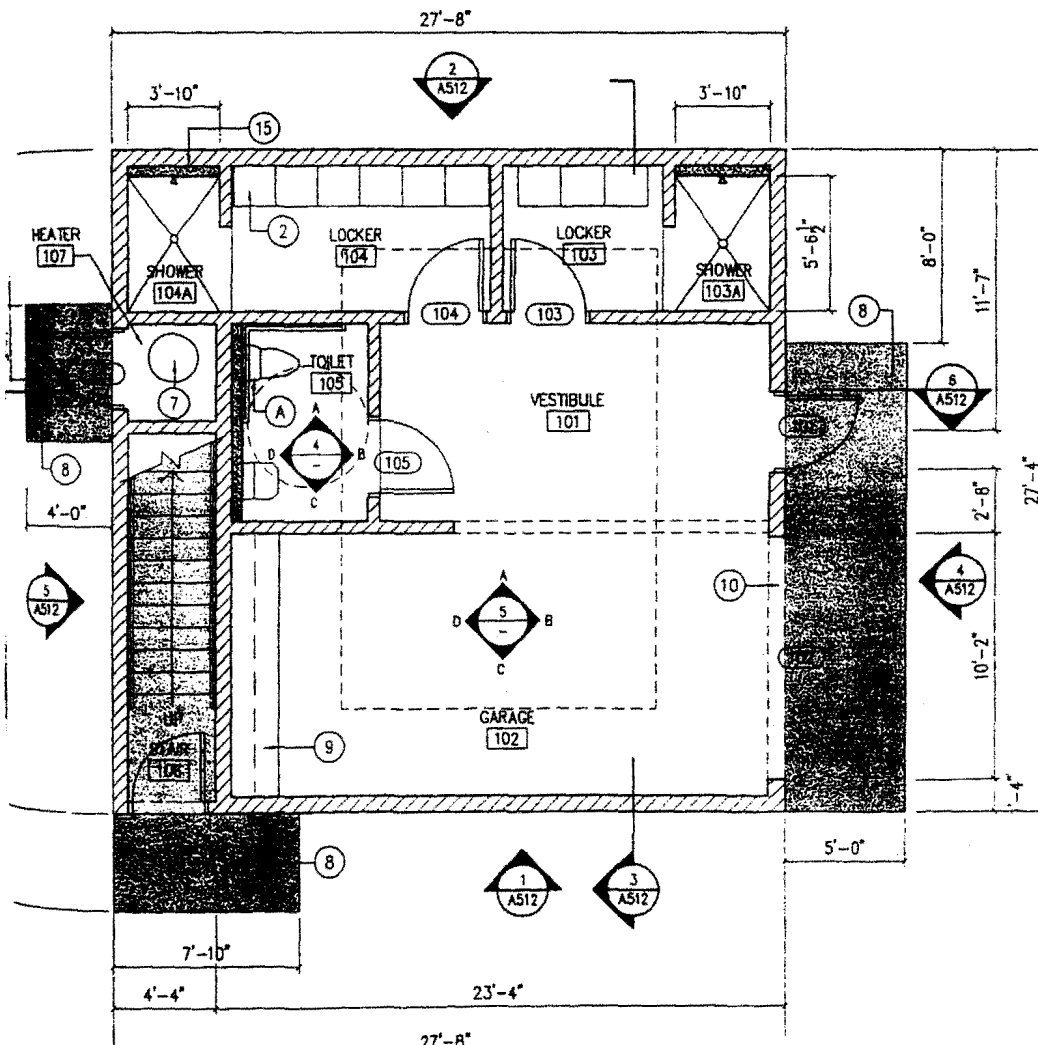 27'-8"
2
A512
3'-10"
3'-10"
15
2
HEATER
107
LOCKER
104
LOCKER
103
SHOWER
104A
SHOWER
103A
5'-6½"
8'-0"
11'-7"
104
103
8
7
TOILET
105
A
A
4
–
D
B
C
105
VESTIBULE
101
6
A512
8
4'-0"
2'-8"
27'-4"
5
A512
A
5
–
D
B
C
10
4
A512
10'-2"
GARAGE
102
UP
STAIR
106
9
8
1
A512
3
A512
5'-0"
7'-10"
4'-4"
23'-4"
27'-8"